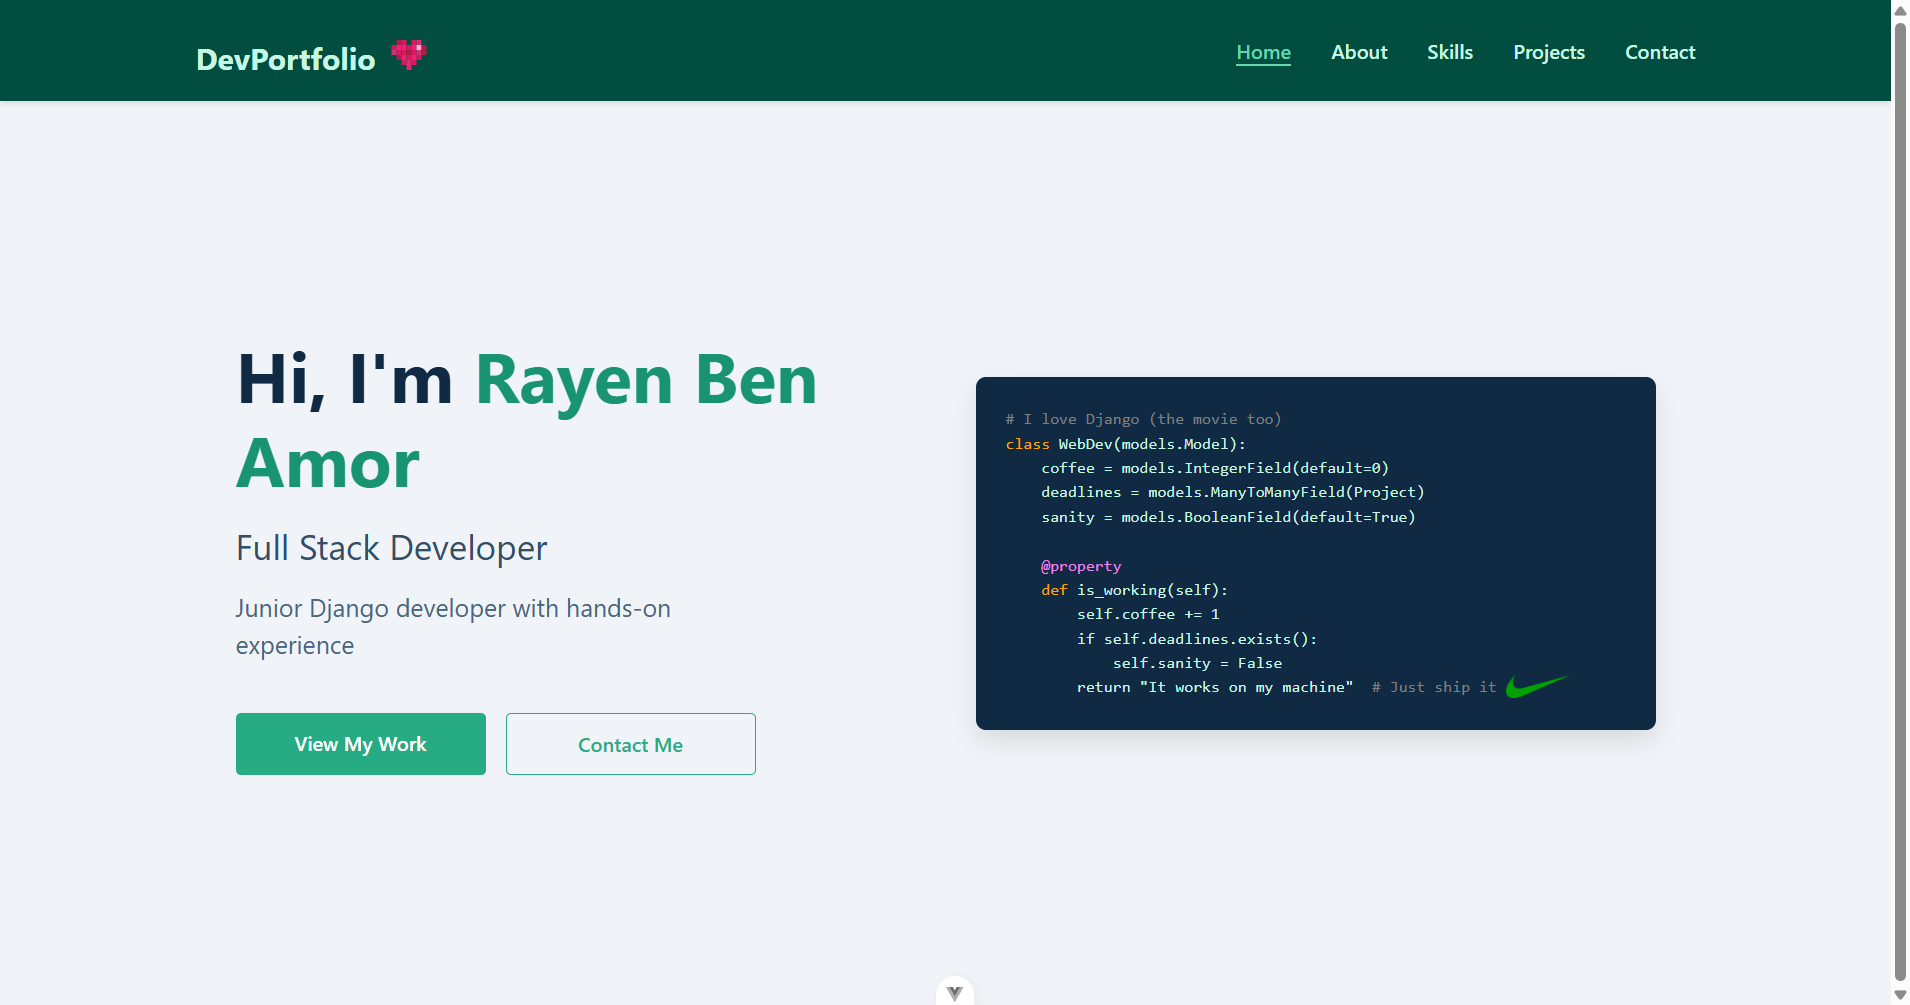 DevPortfolio
Home About Skills Projects Contact
Hi, I'm Rayen Ben
Amor
Full Stack Developer
Junior Django developer with hands-on
experience
View My Work
Contact Me
# I love Django (the movie too)
class WebDev(models.Model):
    coffee = models.IntegerField(default=0)
    deadlines = models.ManyToManyField(Project)
    sanity = models.BooleanField(default=True)

    @property
    def is_working(self):
        self.coffee += 1
        if self.deadlines.exists():
            self.sanity = False
        return "It works on my machine"  # Just ship it